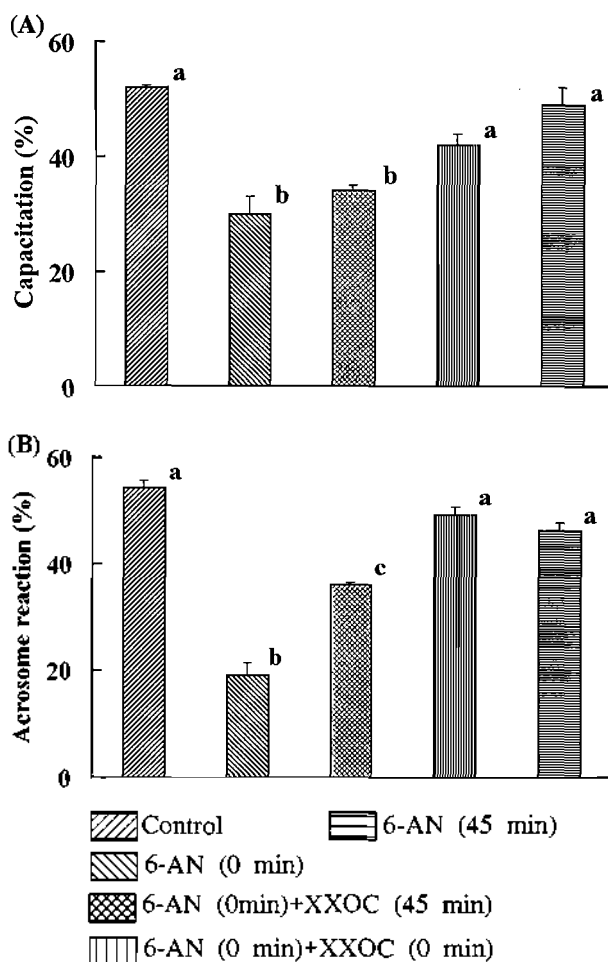 (A)
60
40
20
0
Capacitation (%)
a
b
b
a
a
(B)
60
40
20
0
Acrosome reaction (%)
a
b
c
a
a
Control
6-AN (45 min)
6-AN (0 min)
6-AN (0min)+XXOC (45 min)
6-AN (0 min)+XXOC (0 min)